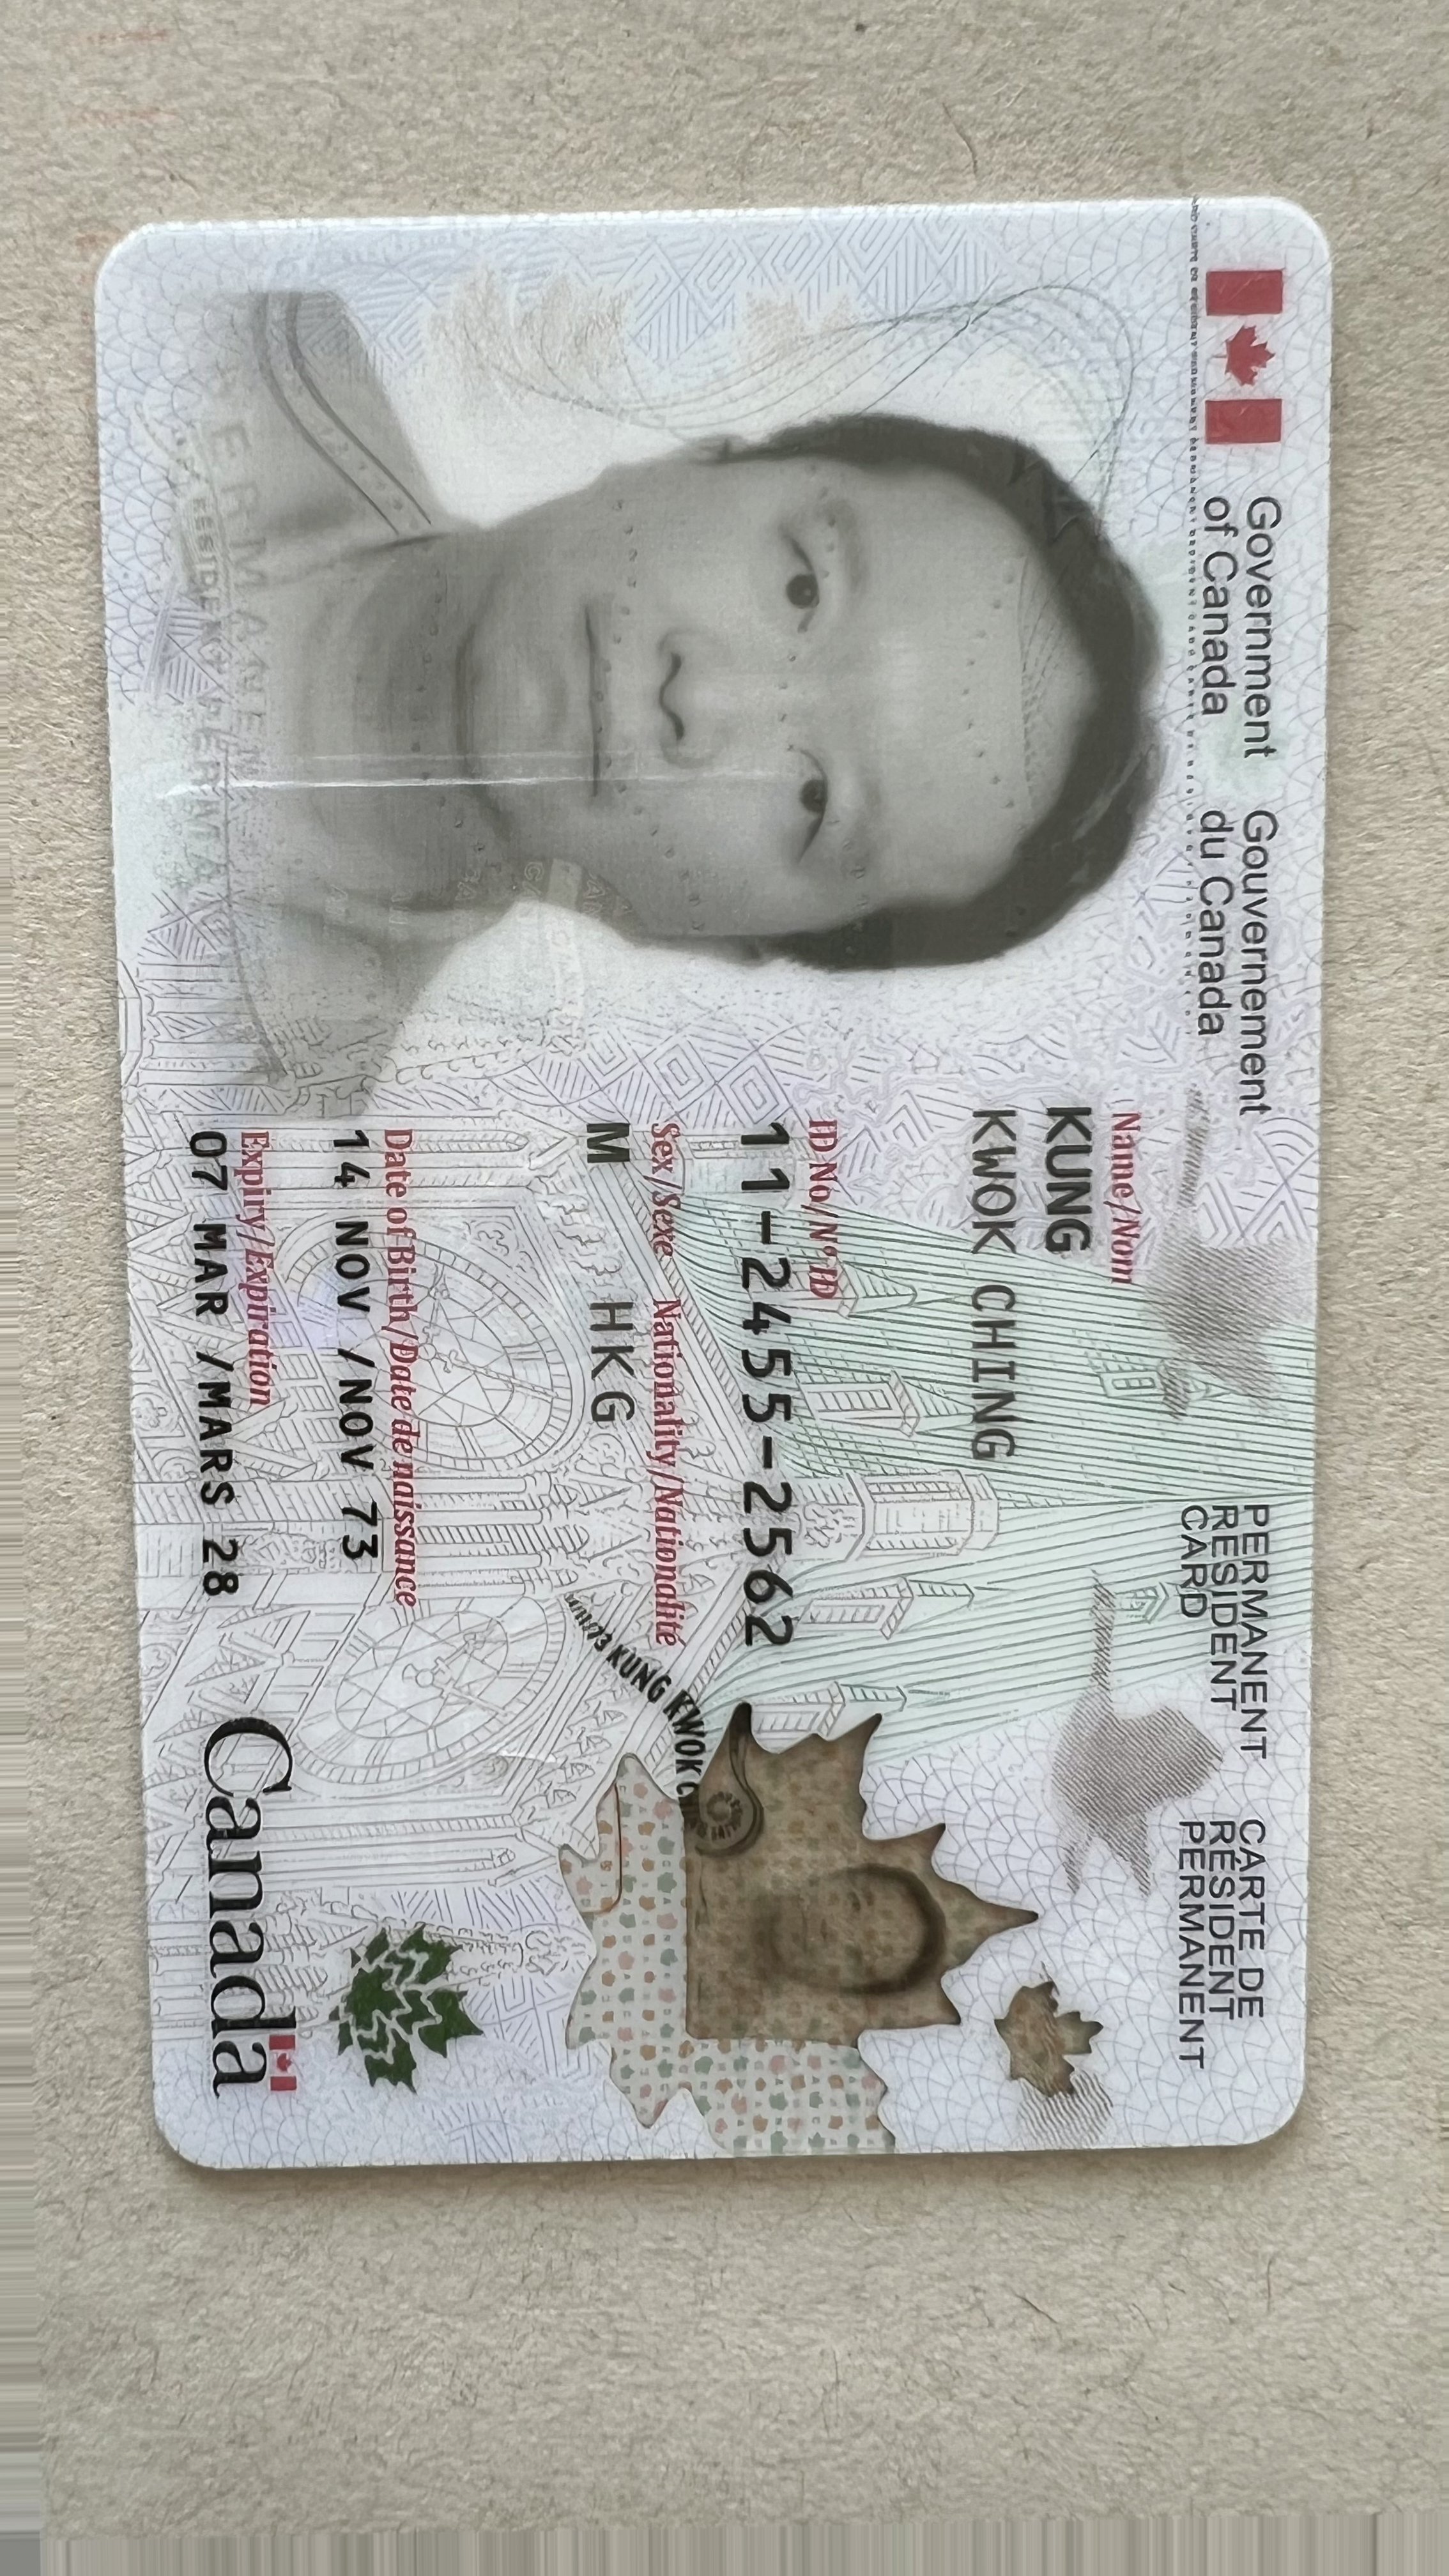 Government
of Canada
Gouvernement
du Canada
PERMANENT
RESIDENT
CARD
CARTE DE
RÉSIDENT
PERMANENT
Name/Nom
KUNG
KWOK CHING
ID No/Nº ID
11-2455-2562
Sex/Sexe Nationality/Nationalité
M HKG
Date of Birth/Date de naissance
14 NOV /NOV 73
Expiry/Expiration
07 MAR /MARS 28
KUNG KWOK C
Canada